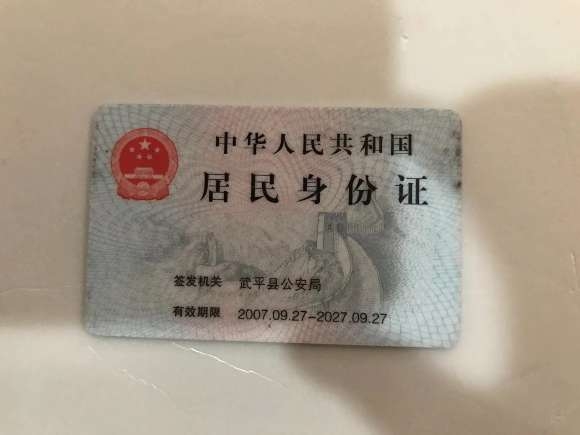 中华人民共和国
居民身份证
签发机关 武平县公安局
有效期限 2007.09.27-2027.09.27